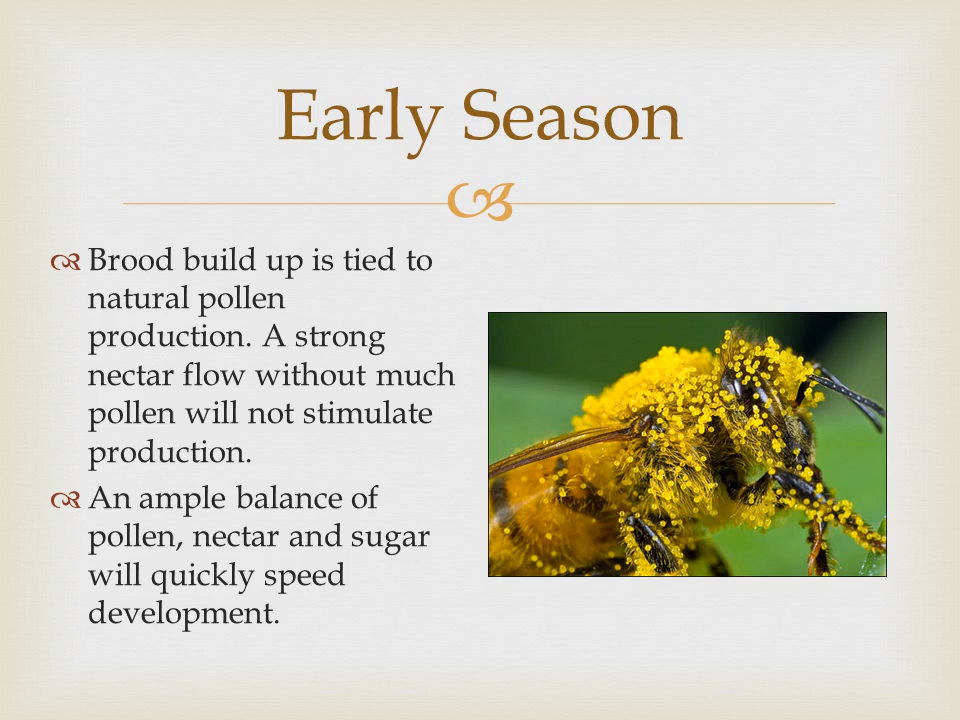 Early Season
Brood build up is tied to
natural pollen
production. A strong
nectar flow without much
pollen will not stimulate
production.
An ample balance of
pollen, nectar and sugar
will quickly speed
development.